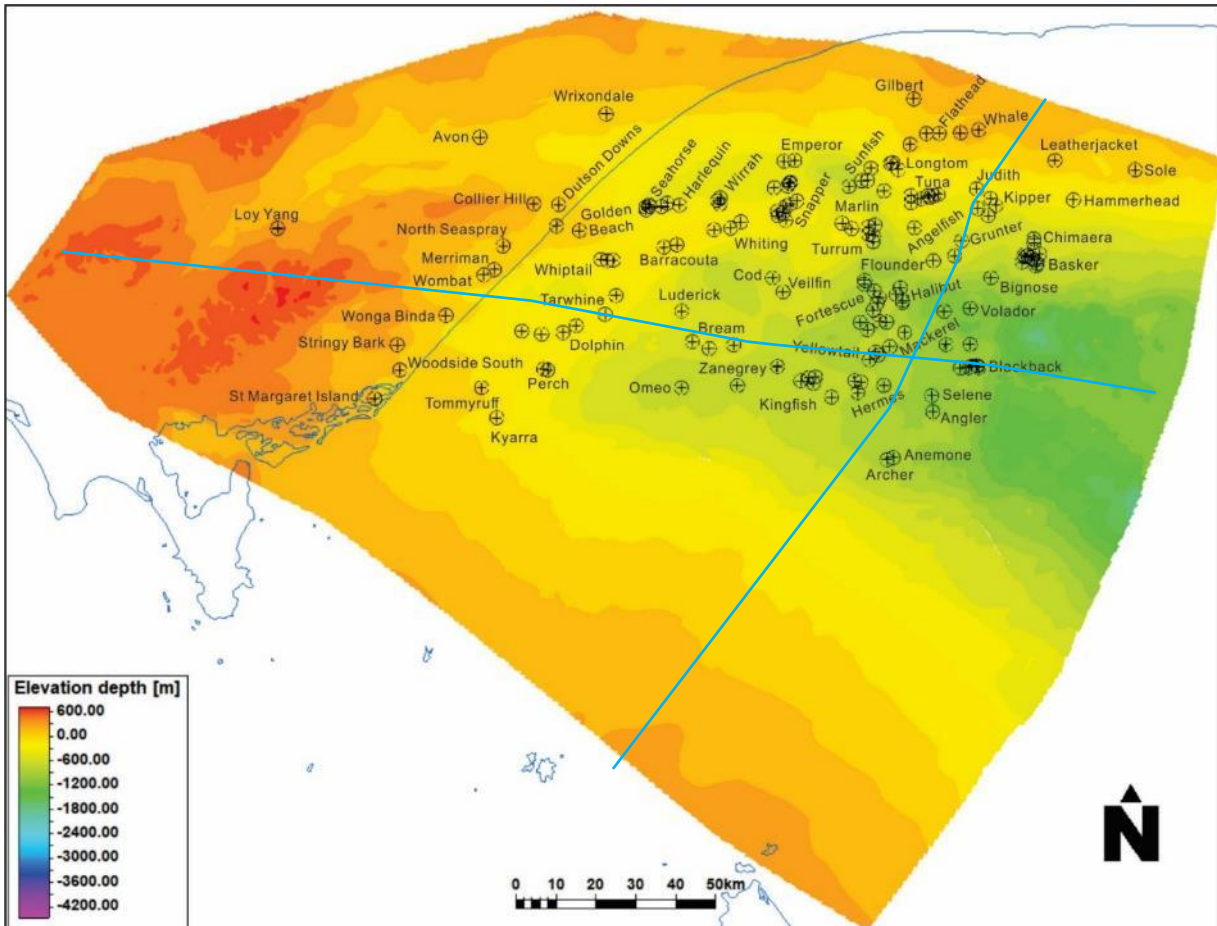 Gilbert
Flathead
Wrixondale
Whale
Avon
Emperor
Sunfish
Longtom
Leatherjacket
Sole
Seahorse
Harlequin
Wirrah
Dutson Downs
Collier Hill
Golden
Beach
Snapper
Tuna
Judith
Kipper
Hammerhead
Loy Yang
Marlin
North Seaspray
Whiting
Turrum
Angelfish
Grunter
Chimaera
Merriman
Whiptail
Barracouta
Flounder
Basker
Wombat
Cod
Veilfin
Bignose
Tarwhine
Luderick
Fortescue
Halibut
Volador
Wonga Binda
Dolphin
Bream
Mackerel
Stringy Bark
Yellowtail
Woodside South
Perch
Zanegrey
Blackback
St Margaret Island
Tommyruff
Omeo
Kingfish
Hermes
Selene
Kyarra
Angler
Anemone
Archer
Elevation depth [m]
600.00
0.00
-600.00
-1200.00
-1800.00
-2400.00
-3000.00
-3600.00
-4200.00
0 10 20 30 40 50km
N